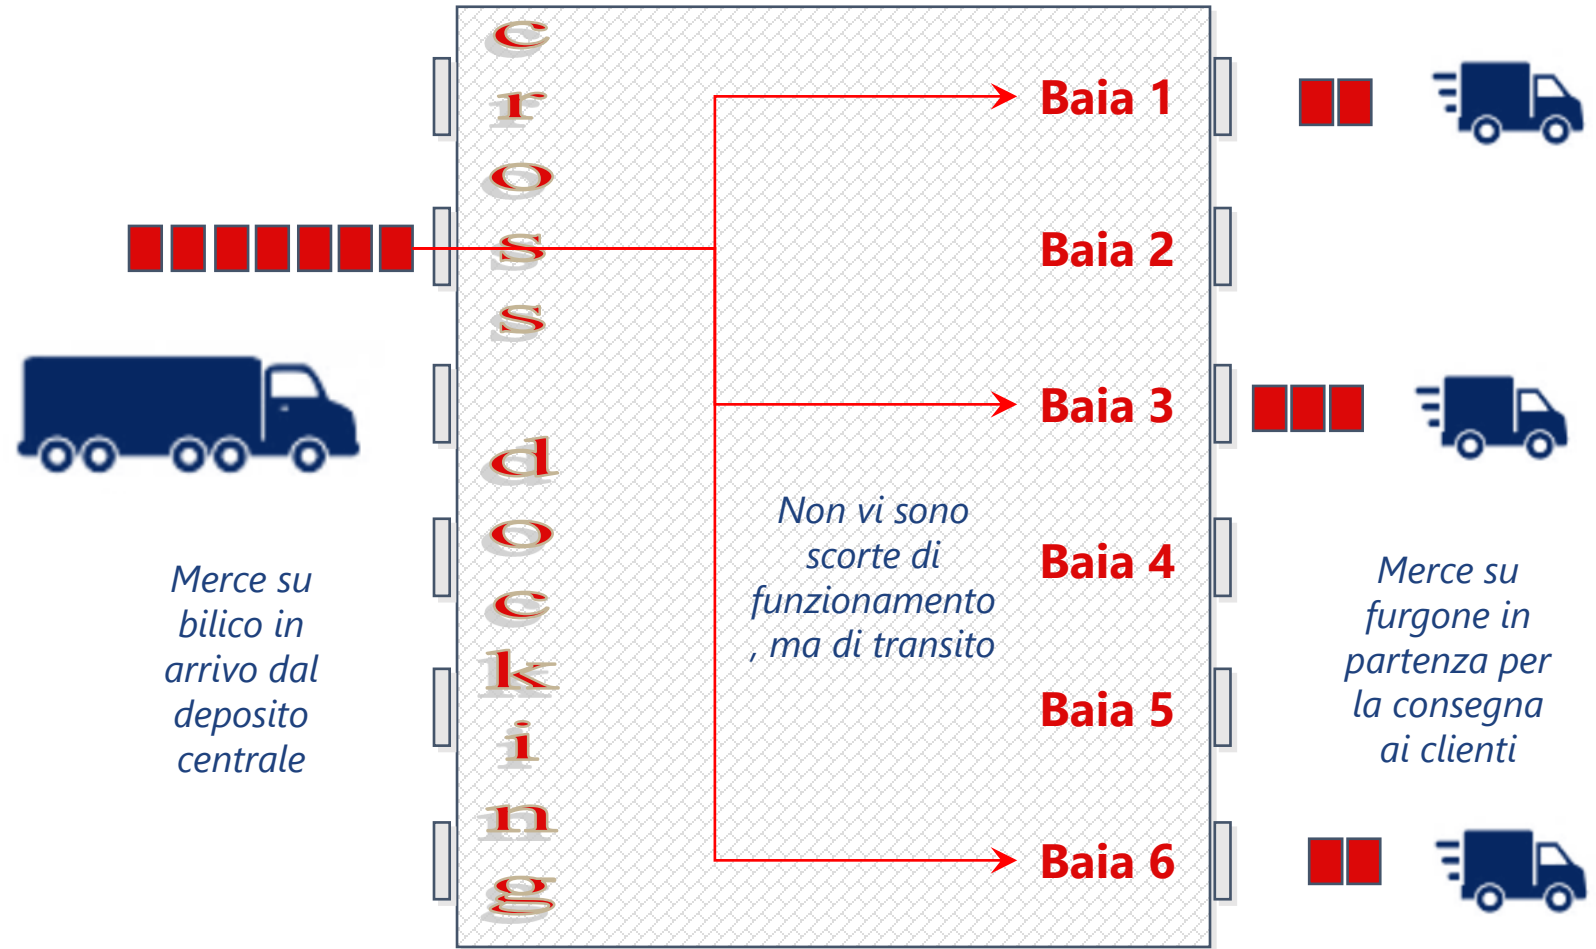 Cross docking
Baia 1
Baia 2
Baia 3
Baia 4
Baia 5
Baia 6
Merce su
bilico in
arrivo dal
deposito
centrale
Non vi sono
scorte di
funzionamento
, ma di transito
Merce su
furgone in
partenza per
la consegna
ai clienti